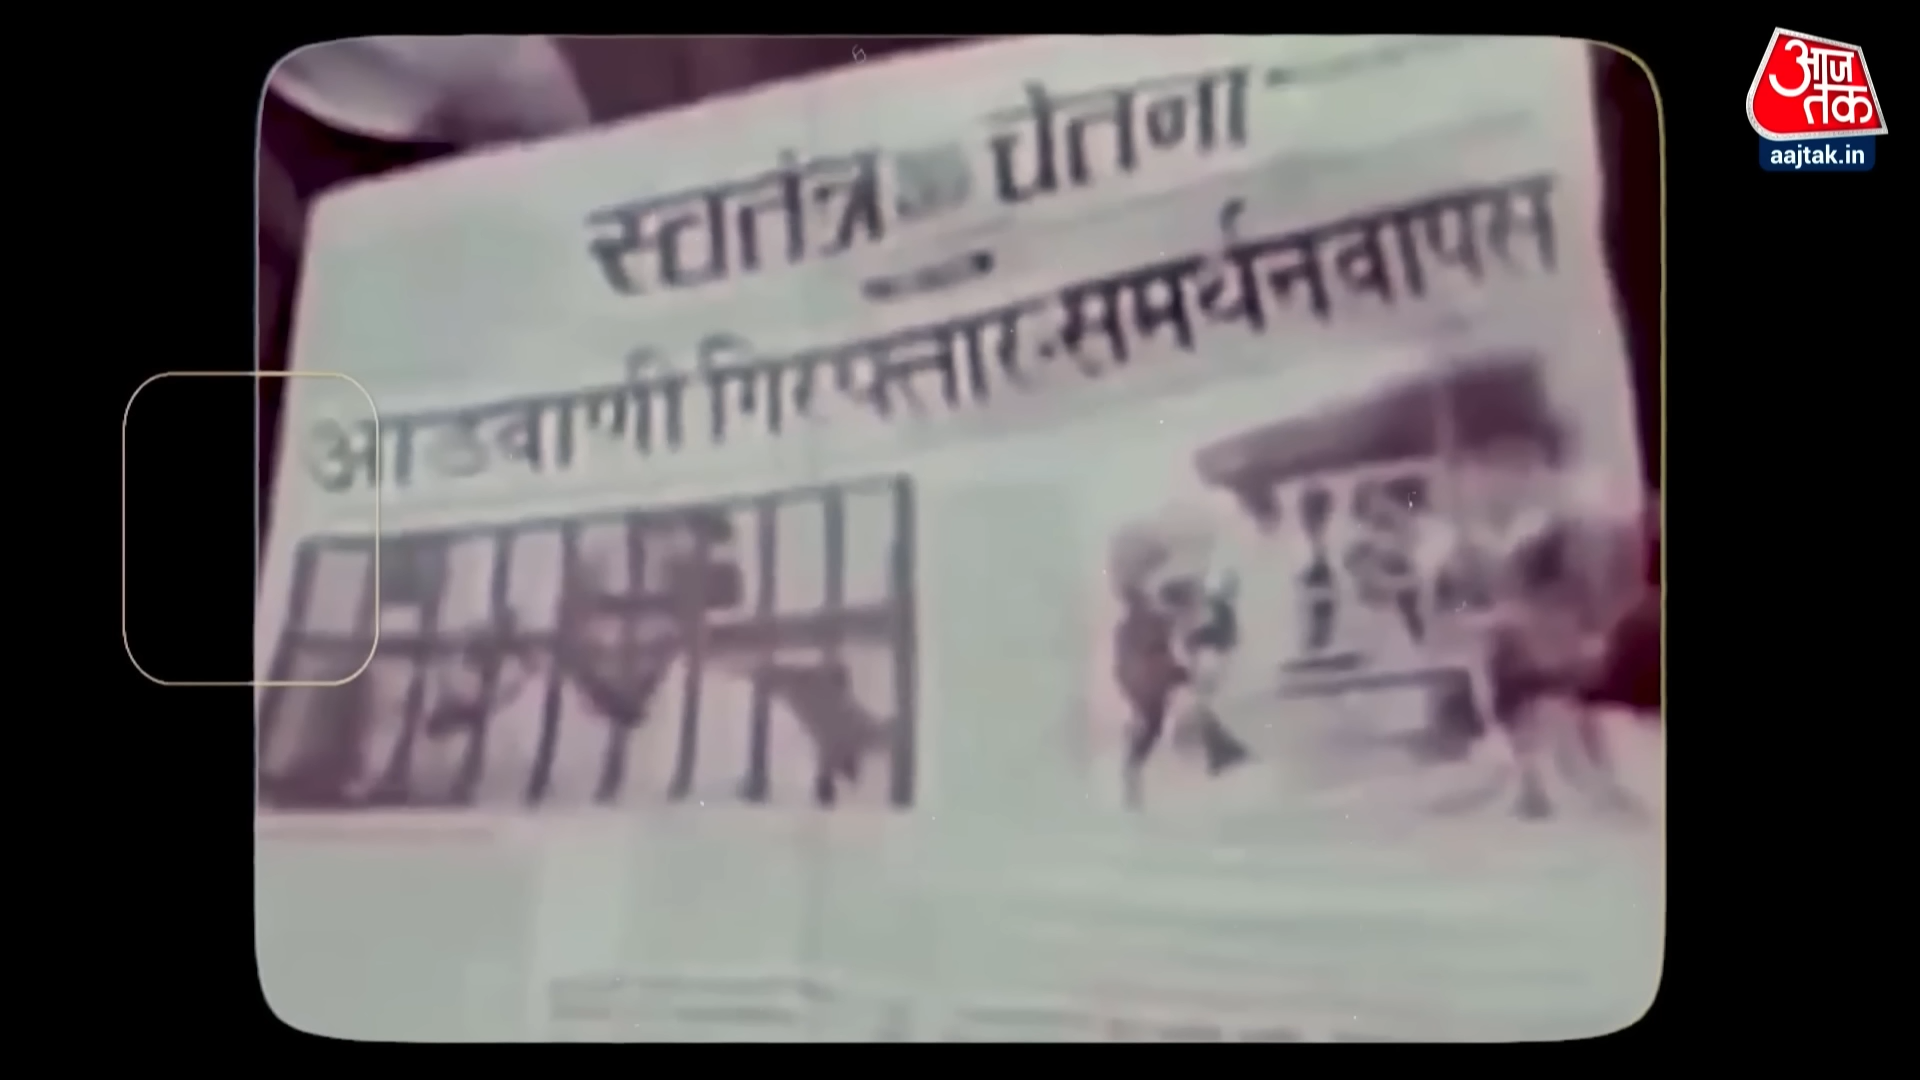 स्वतंत्र चेतना
आडवाणी गिरफ्तार-समर्थन वापस
आज
तक
aajtak.in